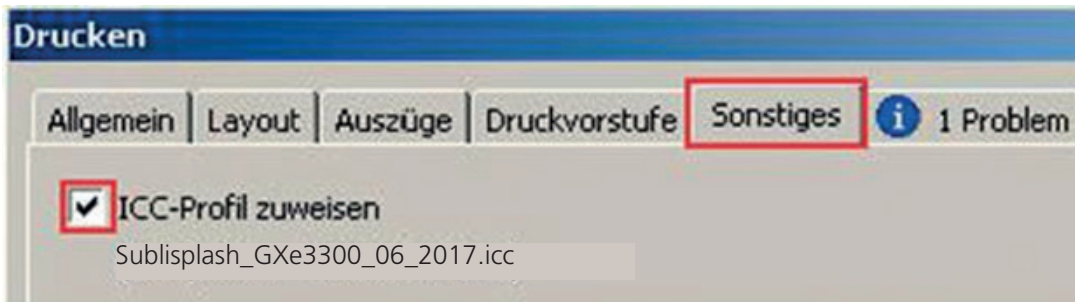 Drucken
Allgemein Layout Auszüge Druckvorstufe Sonstiges 1 Problem
ICC-Profil zuweisen
Sublisplash_GXe3300_06_2017.icc